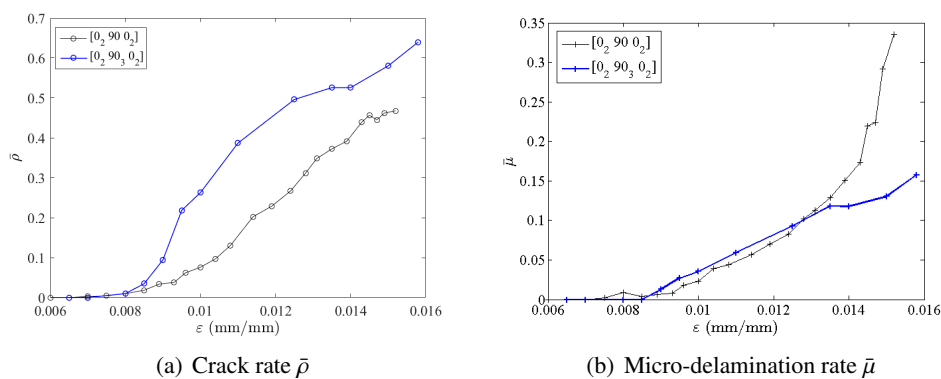 0.7
0.6
0.5
0.4
0.3
0.2
0.1
0
ρ̄
[0₂ 90 0₂]
[0₂ 90₃ 0₂]
0.006 0.008 0.01 0.012 0.014 0.016
ε (mm/mm)
(a) Crack rate ρ̄
0.35
0.3
0.25
0.2
0.15
0.1
0.05
0
μ̄
[0₂ 90 0₂]
[0₂ 90₃ 0₂]
0.006 0.008 0.01 0.012 0.014 0.016
ε (mm/mm)
(b) Micro-delamination rate μ̄